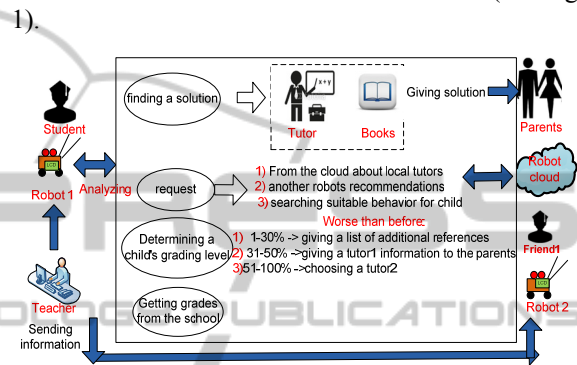 1).
finding a solution
Tutor
Books
Giving solution
Parents
Student
Robot 1
Analyzing
request
1) From the cloud about local tutors
2) another robots recommendations
3) searching suitable behavior for child
Robot
cloud
Worse than before:
Determining a
child's grading level
1) 1-30% -> giving a list of additional references
2) 31-50% ->giving a tutor1 information to the parents
3)51-100% ->choosing a tutor2
Friend1
Robot 2
Teacher
Getting grades
from the school
Sending
information